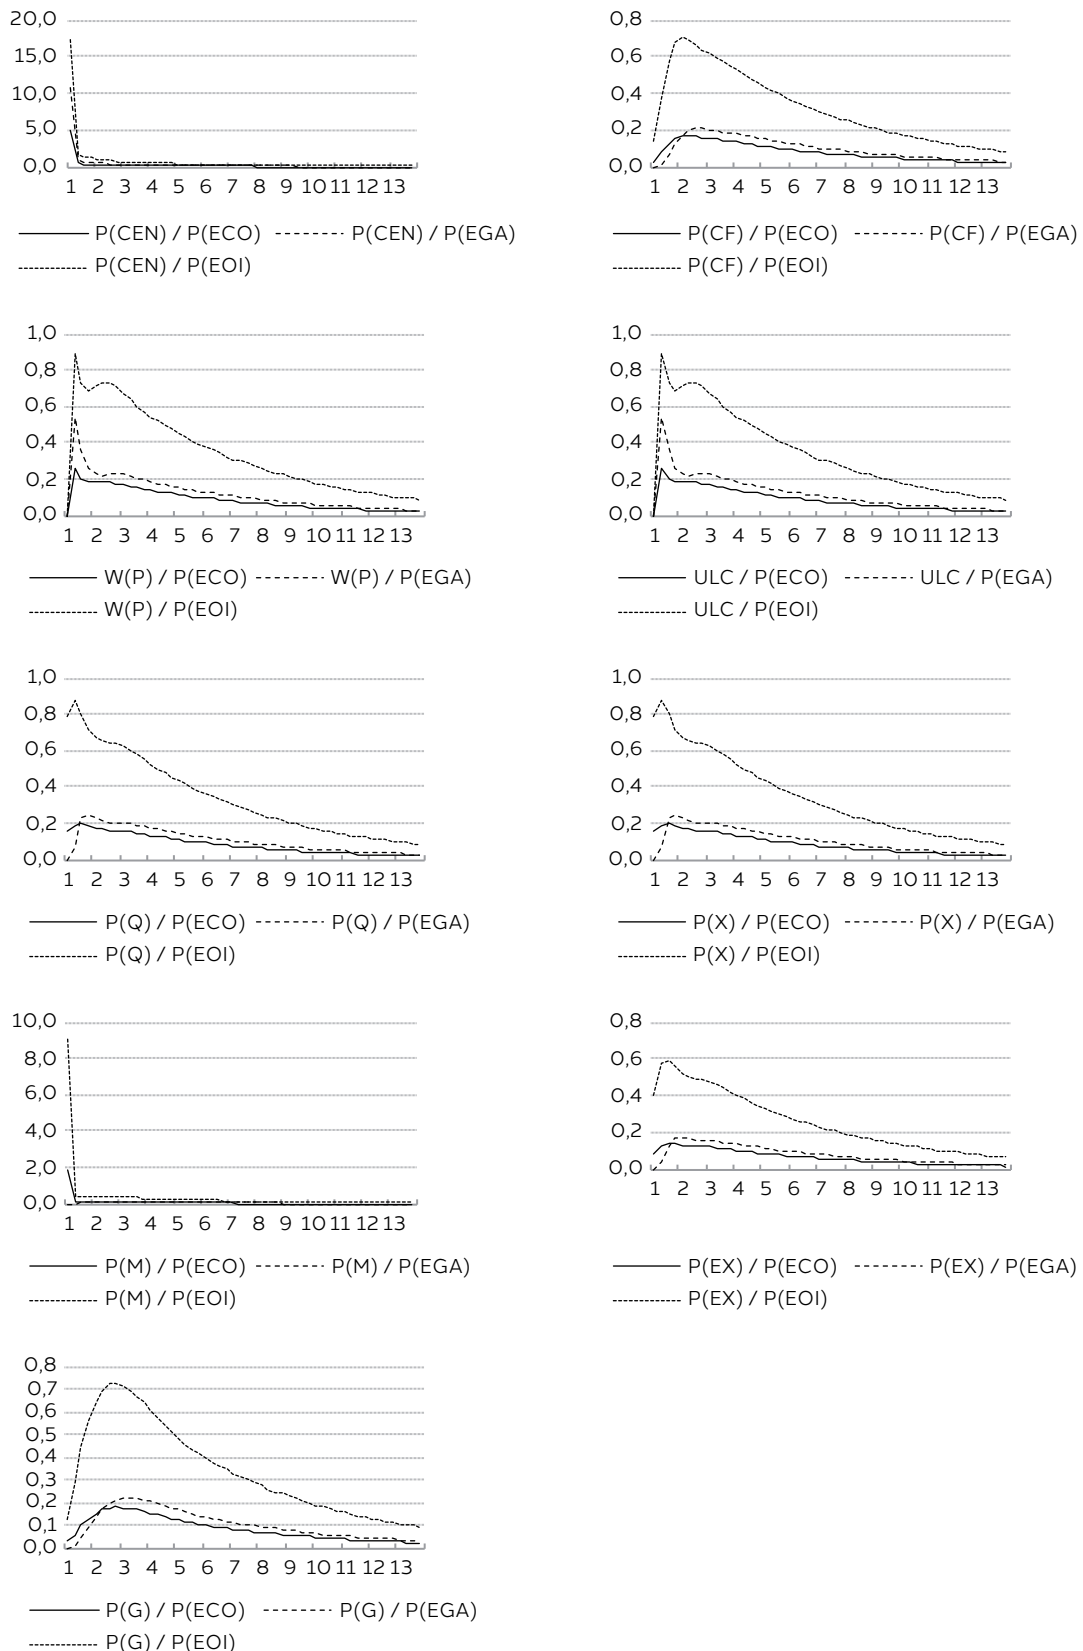 20,0
15,0
10,0
5,0
0,0
1 2 3 4 5 6 7 8 9 10 11 12 13
P(CEN) / P(ECO) P(CEN) / P(EGA)
P(CEN) / P(EOI)
0,8
0,6
0,4
0,2
0,0
1 2 3 4 5 6 7 8 9 10 11 12 13
P(CF) / P(ECO) P(CF) / P(EGA)
P(CF) / P(EOI)
1,0
0,8
0,6
0,4
0,2
0,0
1 2 3 4 5 6 7 8 9 10 11 12 13
W(P) / P(ECO) W(P) / P(EGA)
W(P) / P(EOI)
1,0
0,8
0,6
0,4
0,2
0,0
1 2 3 4 5 6 7 8 9 10 11 12 13
ULC / P(ECO) ULC / P(EGA)
ULC / P(EOI)
1,0
0,8
0,6
0,4
0,2
0,0
1 2 3 4 5 6 7 8 9 10 11 12 13
P(Q) / P(ECO) P(Q) / P(EGA)
P(Q) / P(EOI)
1,0
0,8
0,6
0,4
0,2
0,0
1 2 3 4 5 6 7 8 9 10 11 12 13
P(X) / P(ECO) P(X) / P(EGA)
P(X) / P(EOI)
10,0
8,0
6,0
4,0
2,0
0,0
1 2 3 4 5 6 7 8 9 10 11 12 13
P(M) / P(ECO) P(M) / P(EGA)
P(M) / P(EOI)
0,8
0,6
0,4
0,2
0,0
1 2 3 4 5 6 7 8 9 10 11 12 13
P(EX) / P(ECO) P(EX) / P(EGA)
P(EX) / P(EOI)
0,8
0,7
0,6
0,5
0,4
0,3
0,2
0,1
0,0
1 2 3 4 5 6 7 8 9 10 11 12 13
P(G) / P(ECO) P(G) / P(EGA)
P(G) / P(EOI)